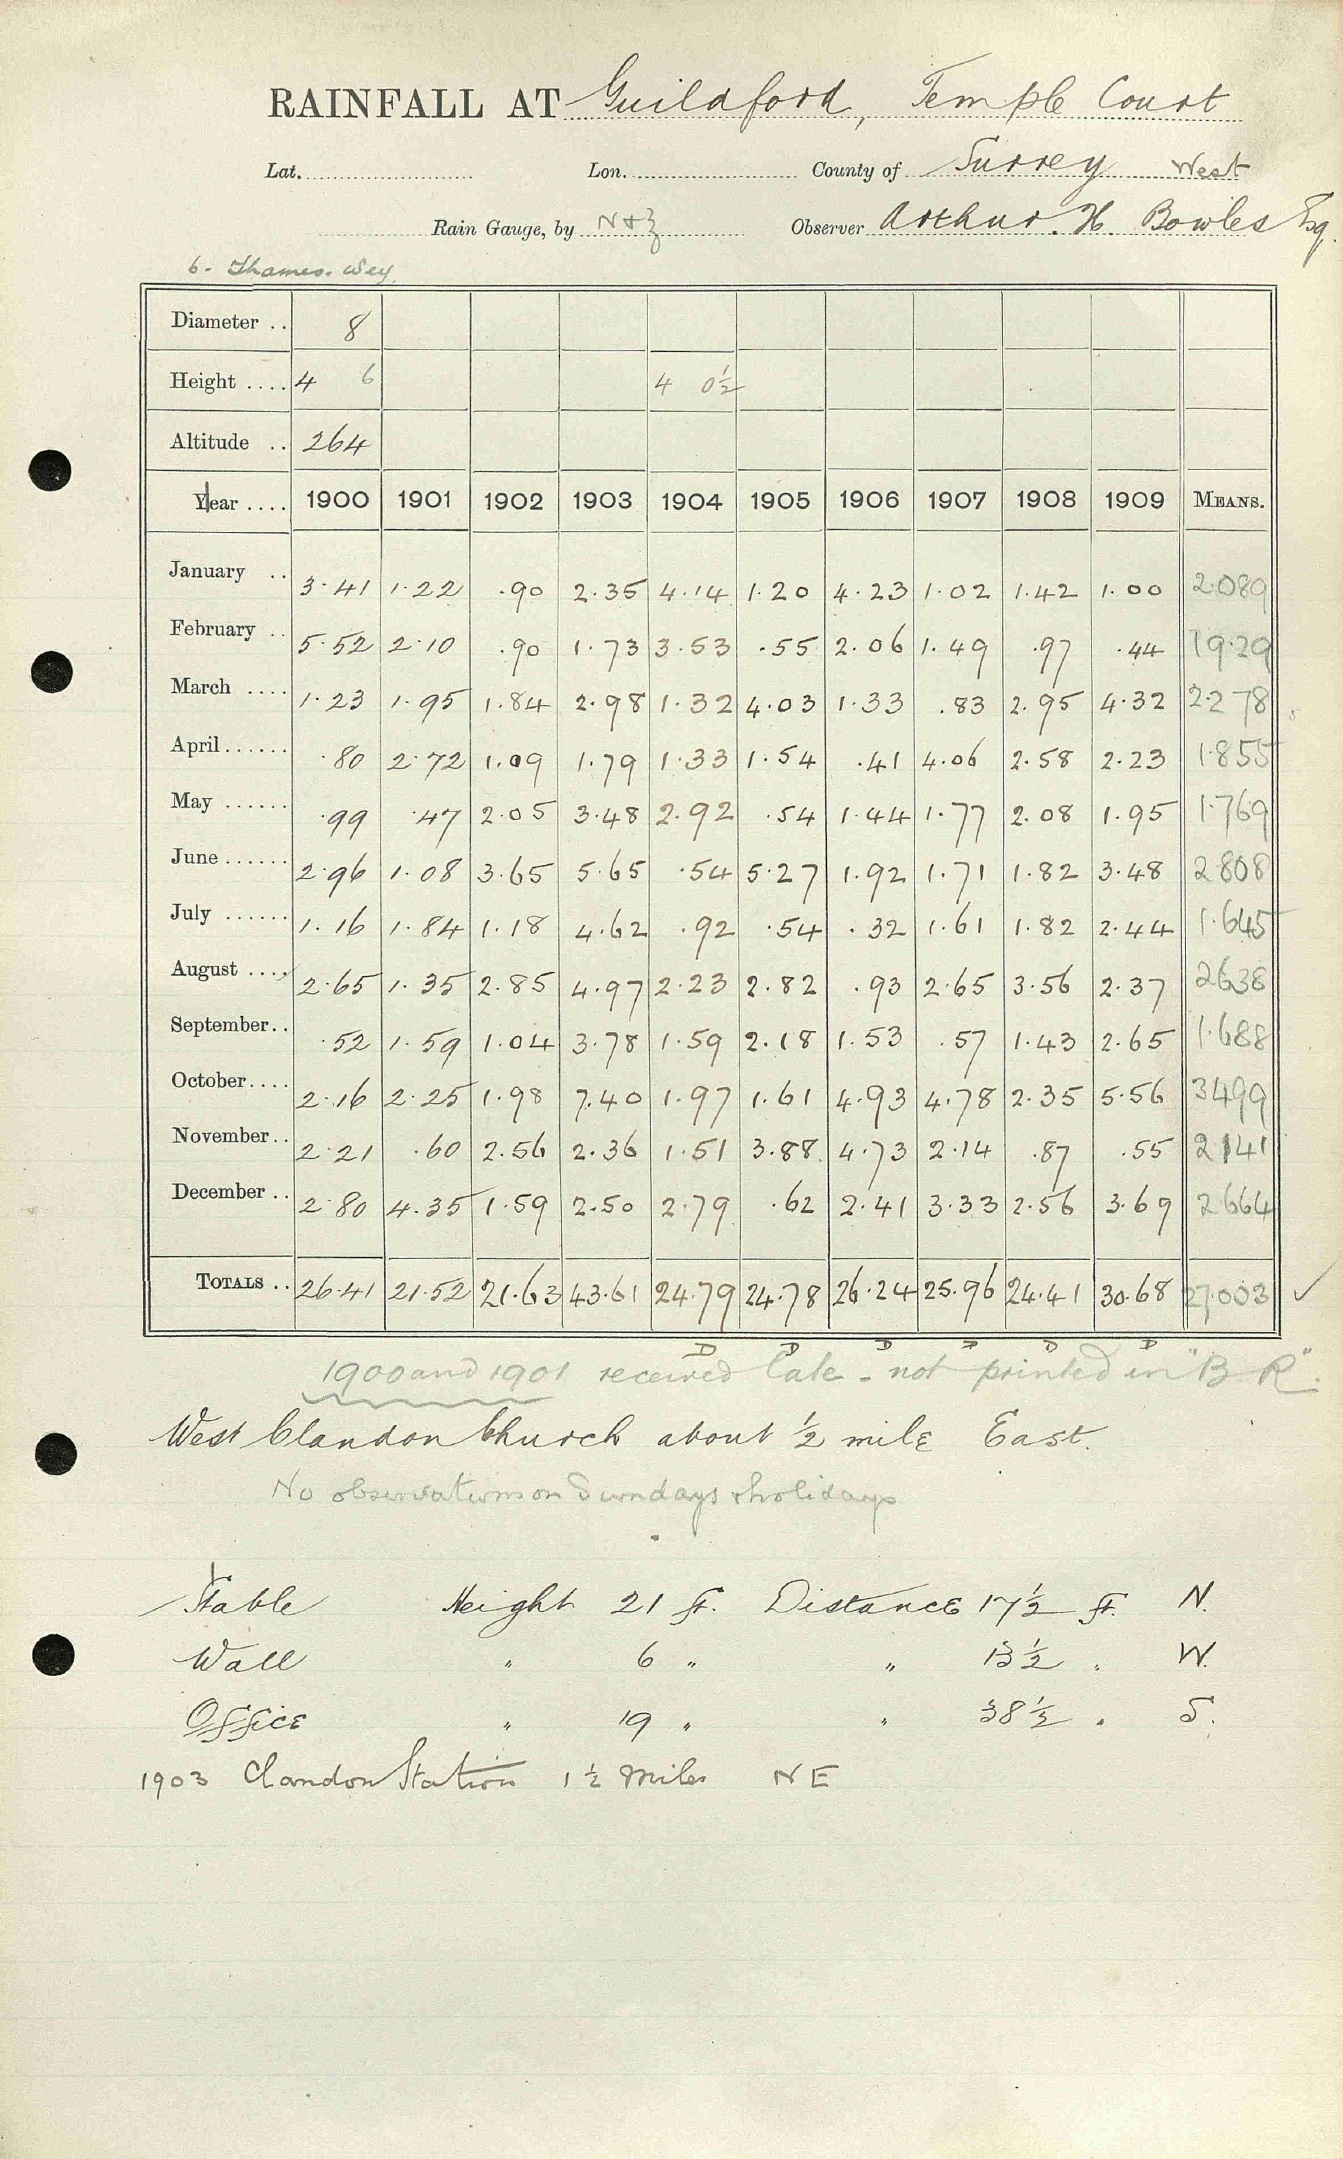 RAINFALL AT Guildford, Temple Court
Lat. Lon. County of Surrey West
Rain Gauge, by N & Z Observer Arthur. H. Bowles Esq.
6. Thames. Wey.
Diameter .. 8
Height .... 4 6 4 0½
Altitude .. 264
Year .... 1900 1901 1902 1903 1904 1905 1906 1907 1908 1909 MEANS.
January .. 3.41 1.22 .90 2.35 4.14 1.20 4.23 1.02 1.42 1.00 2.089
February .. 5.52 2.10 .90 1.73 3.53 .55 2.06 1.49 .97 .44 19.29
March .... 1.23 1.95 1.84 2.98 1.32 4.03 1.33 .83 2.95 4.32 2.278
April ...... .80 2.72 1.09 1.79 1.33 1.54 .41 4.06 2.58 2.23 1.855
May ...... .99 .47 2.05 3.48 2.92 .54 1.44 1.77 2.08 1.95 1.769
June ...... 2.96 1.08 3.65 5.65 .54 5.27 1.92 1.71 1.82 3.48 2.808
July ...... 1.16 1.84 1.18 4.62 .92 .54 .32 1.61 1.82 2.44 1.645
August .... 2.65 1.35 2.85 4.97 2.23 2.82 .93 2.65 3.56 2.37 2638
September .. .52 1.59 1.04 3.78 1.59 2.18 1.53 .57 1.43 2.65 1.688
October .... 2.16 2.25 1.98 7.40 1.97 1.61 4.93 4.78 2.35 5.56 3499
November .. 2.21 .60 2.56 2.36 1.51 3.88 4.73 2.14 .87 .55 2141
December .. 2.80 4.35 1.59 2.50 2.79 .62 2.41 3.33 2.56 3.69 2.664
TOTALS .. 26.41 21.52 21.63 43.61 24.79 24.78 26.24 25.96 24.41 30.68 27.003 ✓
D D D D D D
1900 and 1901 received late - not printed in "B R".
West Clandon Church about ½ mile East.
No observations on Sundays & holidays
Stable Height 21 ft. Distance 17½ ft. N.
Wall " 6 " " 13½ " W.
Office " 19 " " 38½ " S.
1903 Clandon Station 1½ Miles NE